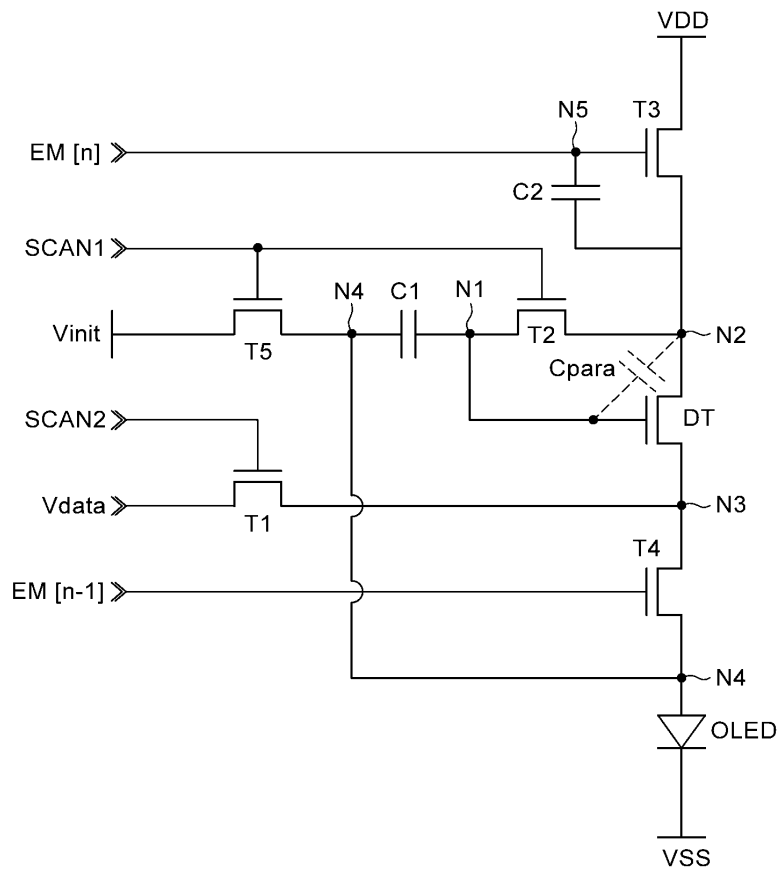 VDD
N5
T3
EM [n]
C2
SCAN1
N4
C1
N1
Vinit
T5
T2
N2
Cpara
SCAN2
DT
Vdata
T1
N3
T4
EM [n-1]
N4
OLED
VSS